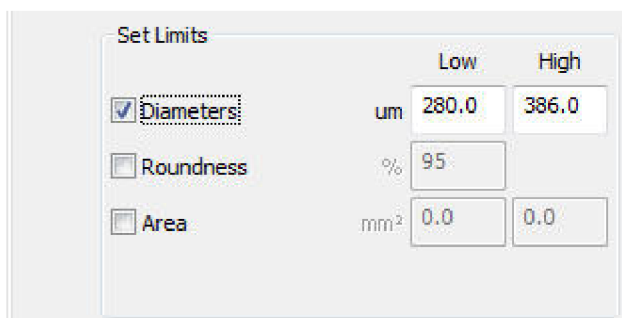 Set Limits
Low High
Diameters um 280.0 386.0
Roundness % 95
Area mm² 0.0 0.0